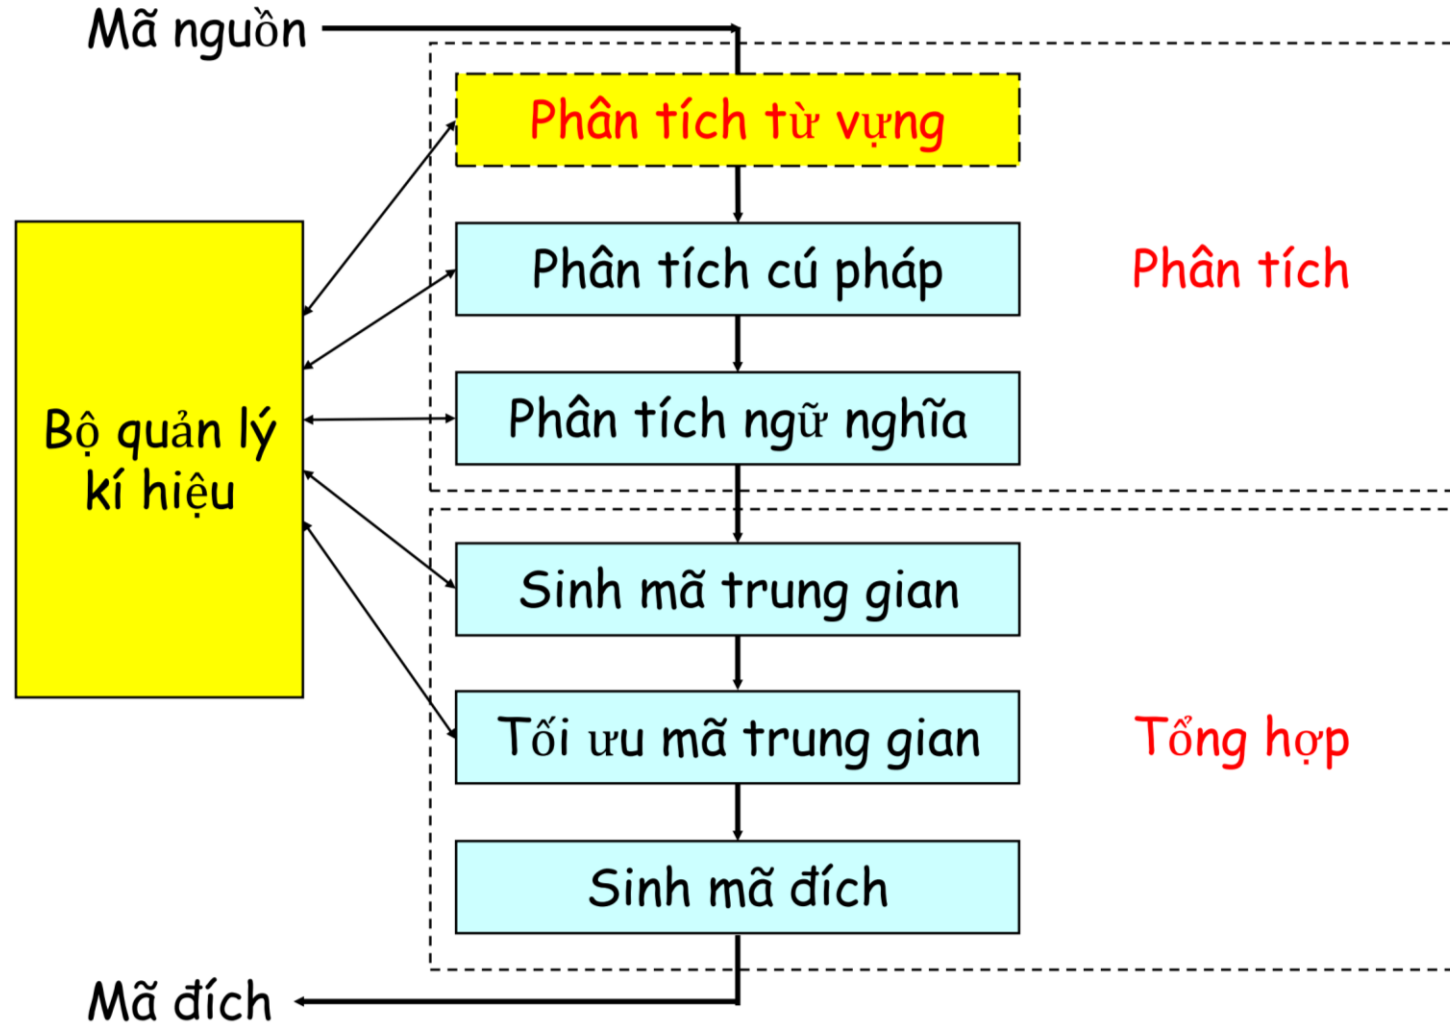 Mã nguồn
Phân tích từ vựng
Phân tích cú pháp
Phân tích
Phân tích ngữ nghĩa
Bộ quản lý
kí hiệu
Sinh mã trung gian
Tối ưu mã trung gian
Tổng hợp
Sinh mã đích
Mã đích